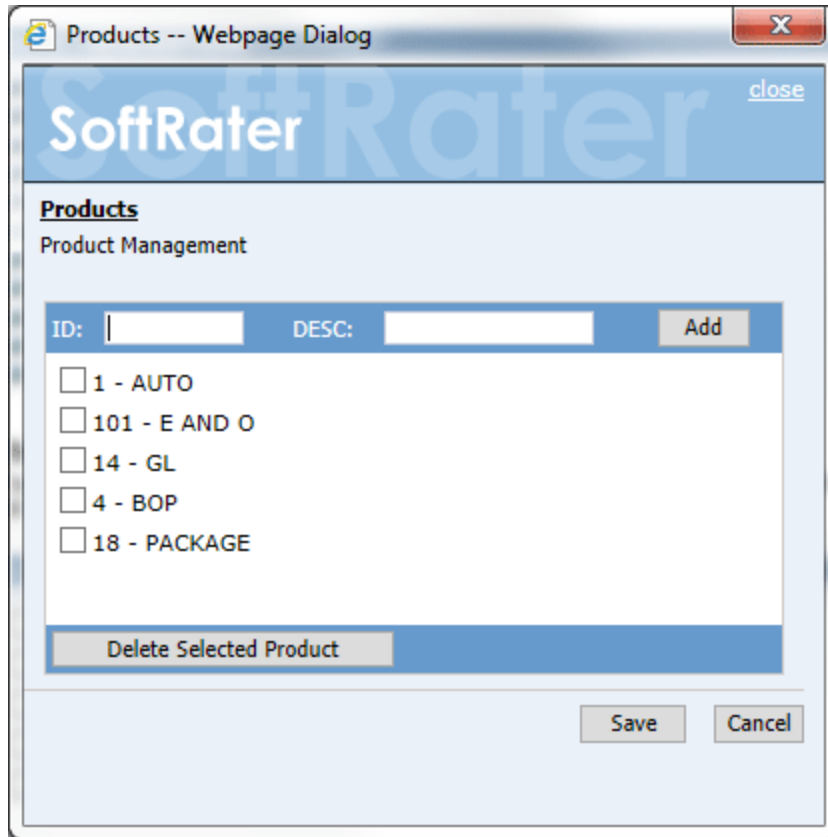 Products -- Webpage Dialog
SoftRater
close
SoftRater
Products
Product Management
ID: DESC: Add
1 - AUTO
101 - E AND O
14 - GL
4 - BOP
18 - PACKAGE
Delete Selected Product
Save Cancel